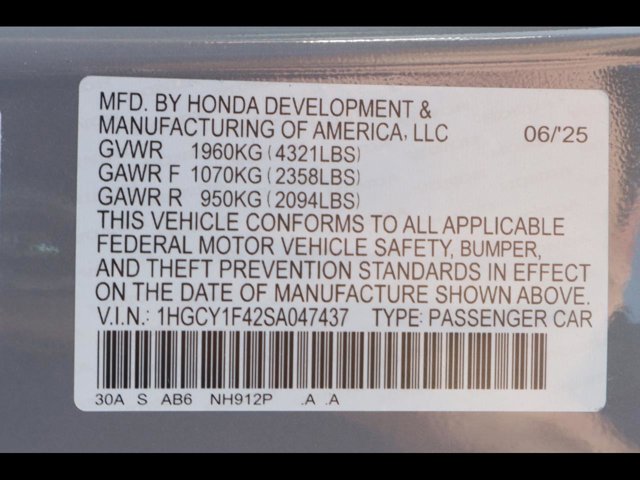 MFD. BY HONDA DEVELOPMENT &
MANUFACTURING OF AMERICA, LLC 06/'25
GVWR 1960KG (4321LBS)
GAWR F 1070KG (2358LBS)
GAWR R 950KG (2094LBS)
THIS VEHICLE CONFORMS TO ALL APPLICABLE
FEDERAL MOTOR VEHICLE SAFETY, BUMPER,
AND THEFT PREVENTION STANDARDS IN EFFECT
ON THE DATE OF MANUFACTURE SHOWN ABOVE.
V.I.N.: 1HGCY1F42SA047437 TYPE: PASSENGER CAR
30A S AB6 NH912P .A .A